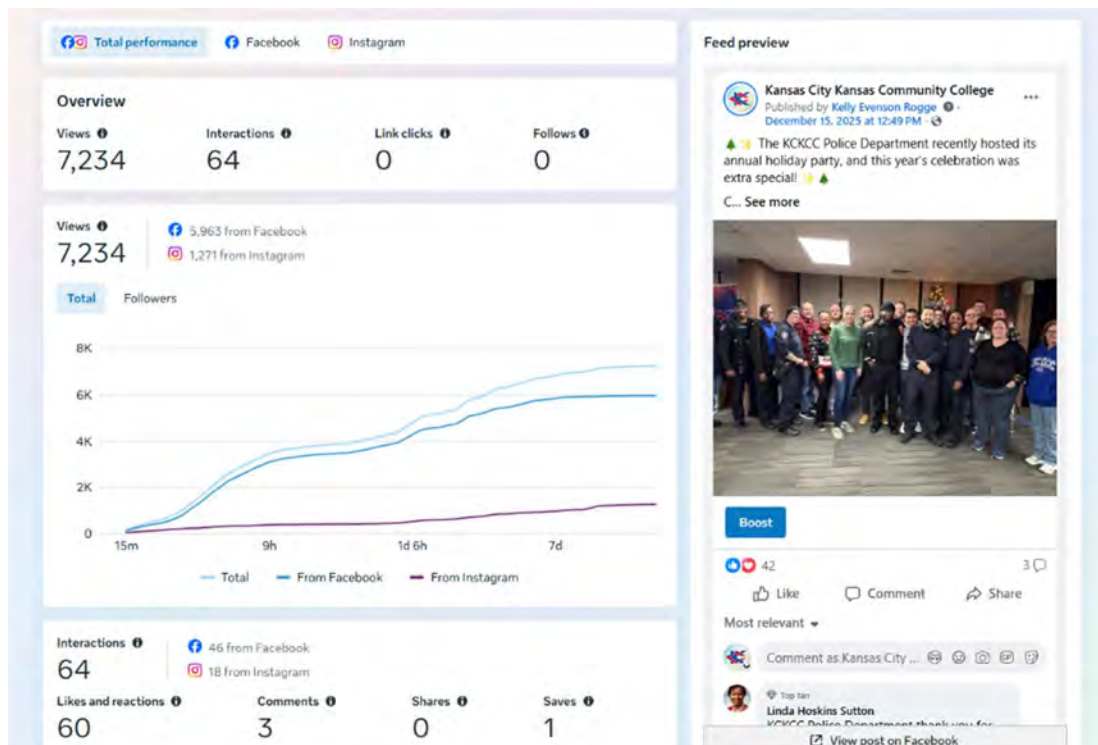 Total performance
Facebook
Instagram
Overview
Views
Interactions
Link clicks
Follows
7,234
64
0
0
Views
7,234
5,963 from Facebook
1,271 from Instagram
Total
Followers
8K
6K
4K
2K
0
15m
9h
1d 6h
7d
Total
From Facebook
From Instagram
Interactions
64
46 from Facebook
18 from Instagram
Likes and reactions
Comments
Shares
Saves
60
3
0
1
Feed preview
Kansas City Kansas Community College
Published by Kelly Evenson Rogge
December 15, 2025 at 12:49 PM
The KCKCC Police Department recently hosted its
annual holiday party, and this year's celebration was
extra special!
C... See more
Boost
42
3
Like
Comment
Share
Most relevant
Comment as Kansas City ...
Top fan
Linda Hoskins Sutton
KCKCC Police Department thank you for
View post on Facebook